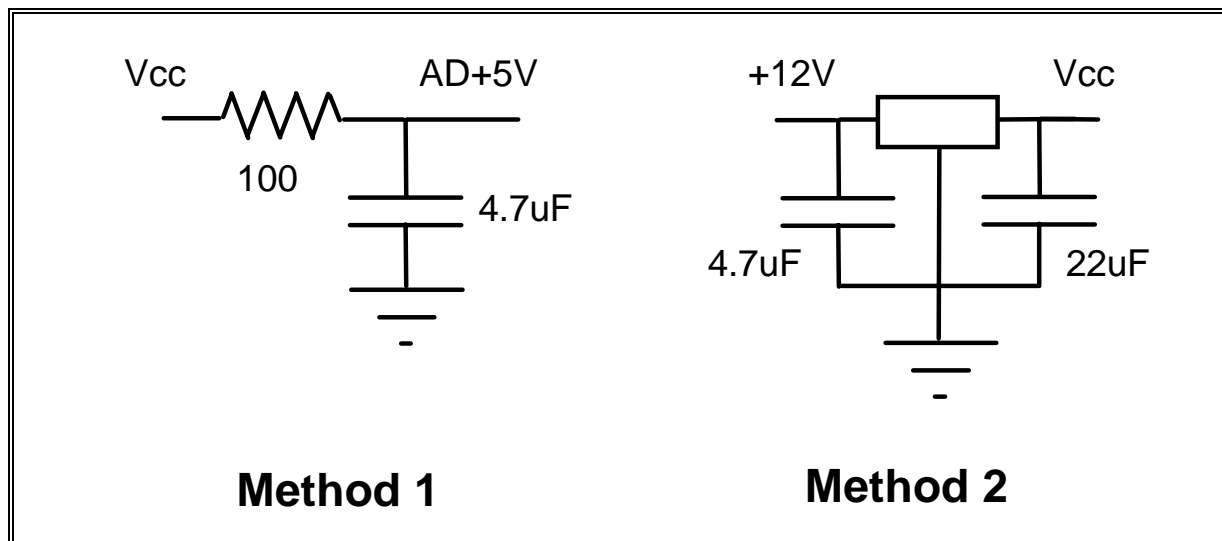 Vcc
AD+5V
100
4.7uF
Method 1
+12V
Vcc
4.7uF
22uF
Method 2